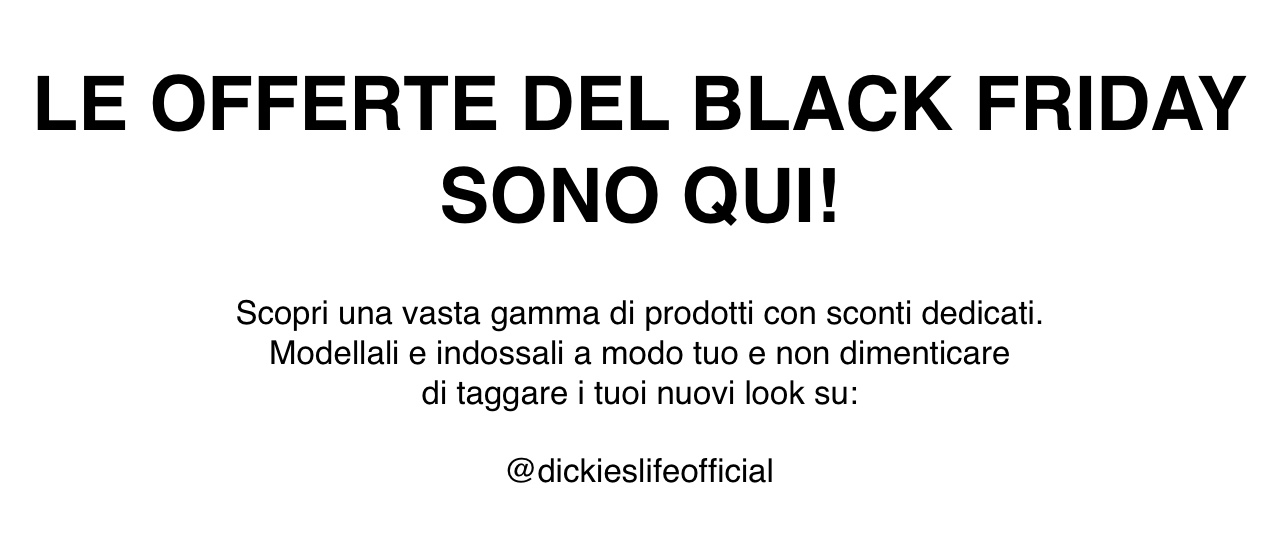 LE OFFERTE DEL BLACK FRIDAY
SONO QUI!
Scopri una vasta gamma di prodotti con sconti dedicati.
Modellali e indossali a modo tuo e non dimenticare
di taggare i tuoi nuovi look su:
@dickieslifeofficial